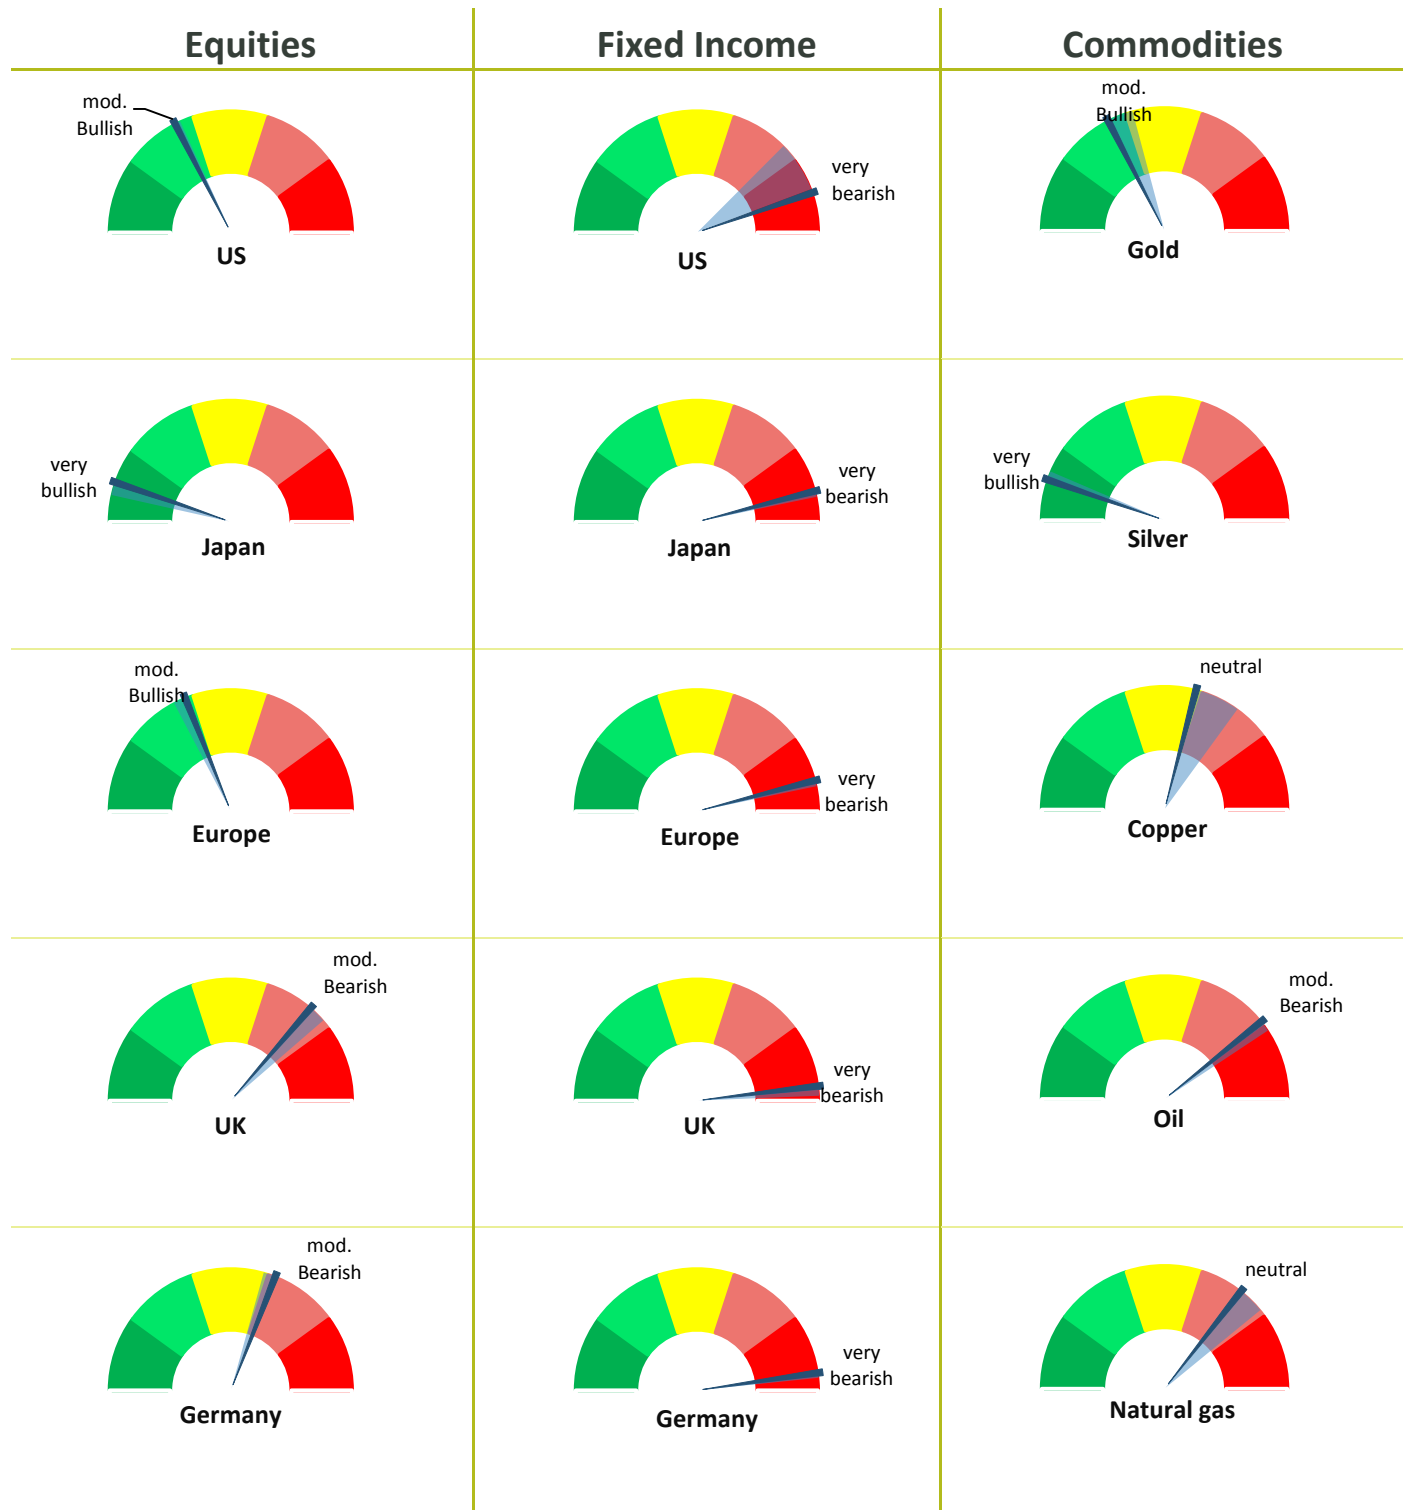 Equities
Fixed Income
Commodities
mod.
Bullish
US
very
bearish
US
mod.
Bullish
Gold
very
bullish
Japan
very
bearish
Japan
very
bullish
Silver
mod.
Bullish
Europe
very
bearish
Europe
neutral
Copper
mod.
Bearish
UK
very
bearish
UK
mod.
Bearish
Oil
mod.
Bearish
Germany
very
bearish
Germany
neutral
Natural gas